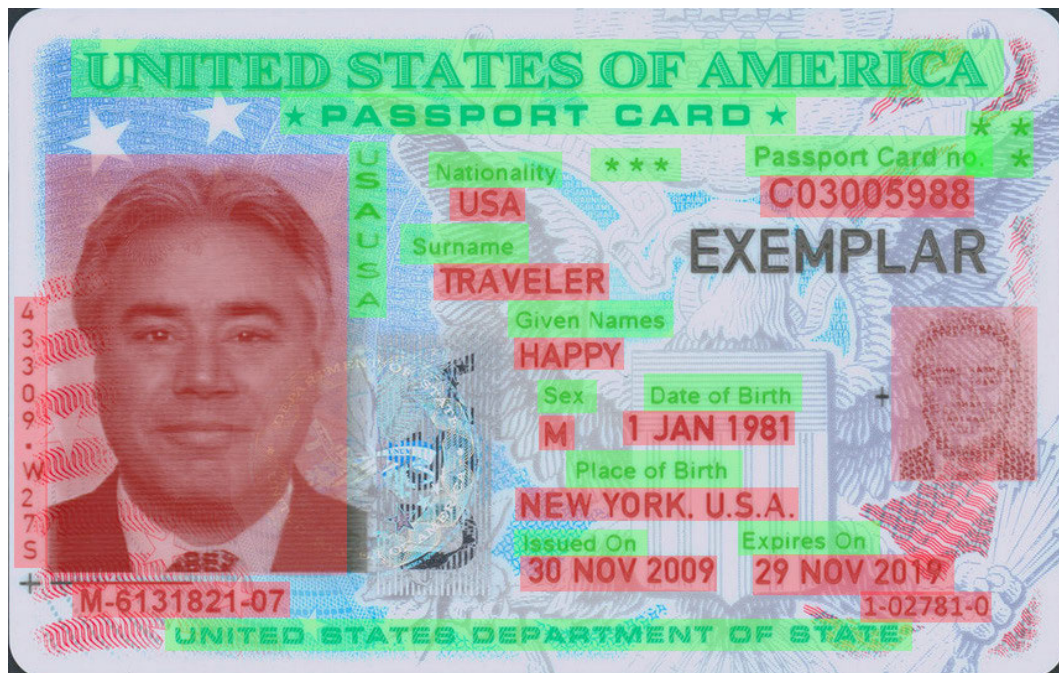 UNITED STATES OF AMERICA
★ PASSPORT CARD ★
USAUSA
Nationality
* * *
Passport Card no.
* *
*
USA
C03005988
Surname
EXEMPLAR
TRAVELER
Given Names
HAPPY
Sex
Date of Birth
M
1 JAN 1981
Place of Birth
NEW YORK, U.S.A.
Issued On
Expires On
30 NOV 2009
29 NOV 2019
43309·W27S
M-6131821-07
1-02781-0
UNITED STATES DEPARTMENT OF STATE